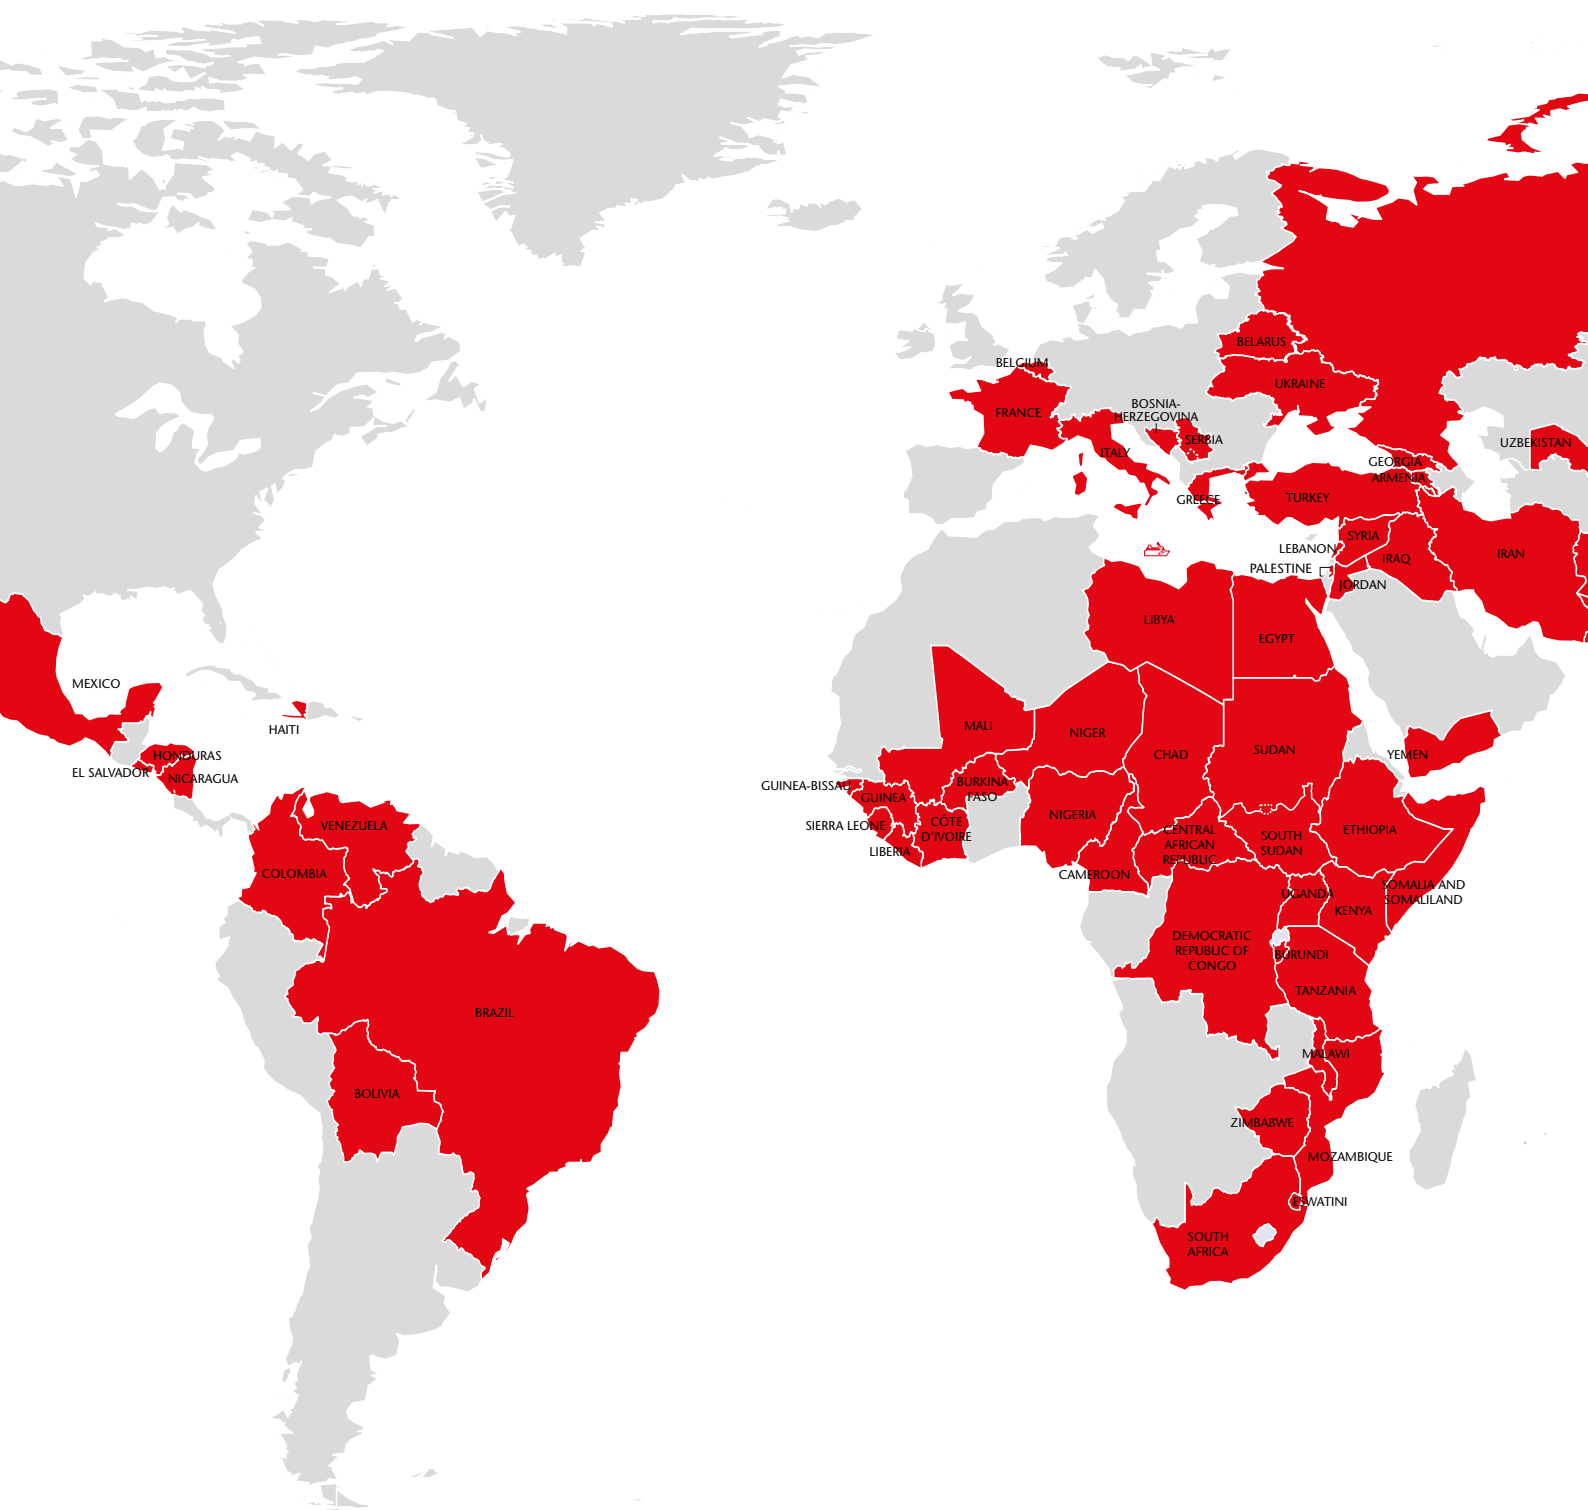 BELARUS
BELGIUM
UKRAINE
FRANCE
BOSNIA-
HERZEGOVINA
SERBIA
ITALY
UZBEKISTAN
GEORGIA
ARMENIA
GREECE
TURKEY
SYRIA
LEBANON
IRAQ
IRAN
PALESTINE
JORDAN
LIBYA
EGYPT
MEXICO
HAITI
MALI
NIGER
CHAD
SUDAN
YEMEN
HONDURAS
EL SALVADOR
NICARAGUA
GUINEA-BISSAU
GUINEA
BURKINA
FASO
NIGERIA
VENEZUELA
SIERRA LEONE
CÔTE
D'IVOIRE
LIBERIA
CENTRAL
AFRICAN
REPUBLIC
SOUTH
SUDAN
ETHIOPIA
COLOMBIA
CAMEROON
UGANDA
SOMALIA AND
SOMALILAND
KENYA
DEMOCRATIC
REPUBLIC OF
CONGO
BURUNDI
TANZANIA
BRAZIL
MALAWI
BOLIVIA
ZIMBABWE
MOZAMBIQUE
ESWATINI
SOUTH
AFRICA